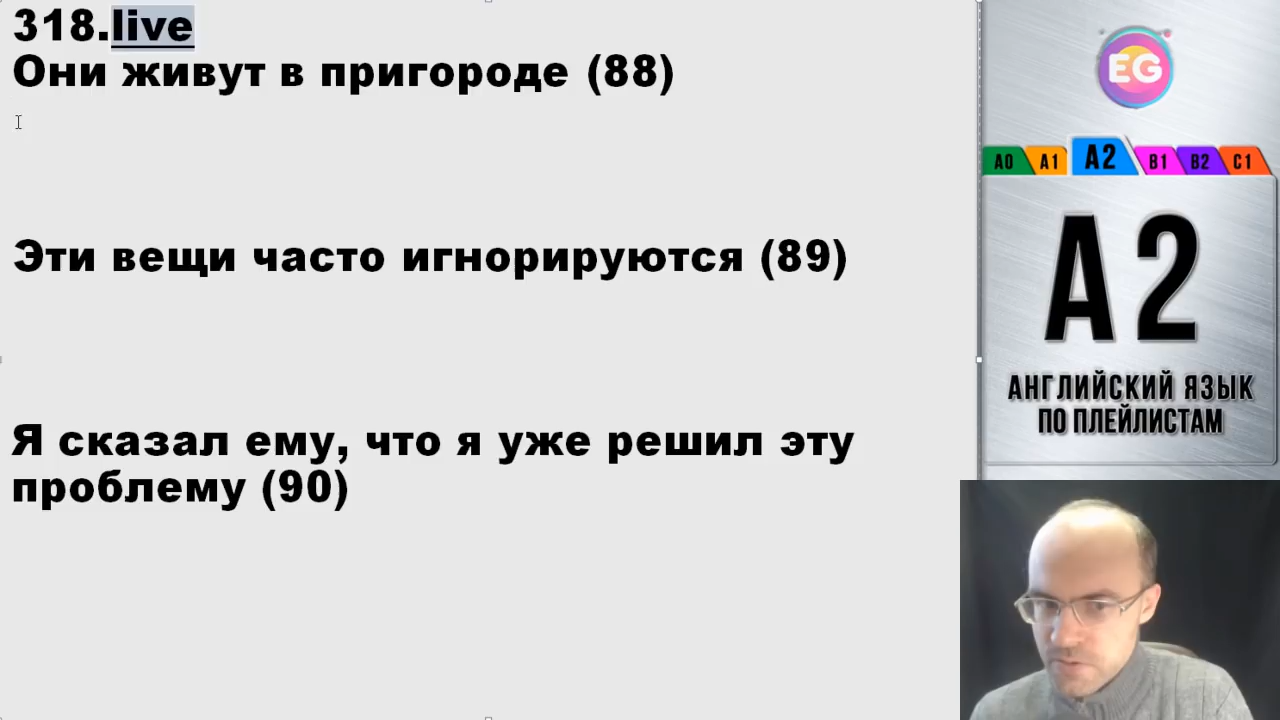 318.live
Они живут в пригороде (88)
Эти вещи часто игнорируются (89)
Я сказал ему, что я уже решил эту
проблему (90)
EG
A0 A1 A2 B1 B2 C1
A2
АНГЛИЙСКИЙ ЯЗЫК
ПО ПЛЕЙЛИСТАМ